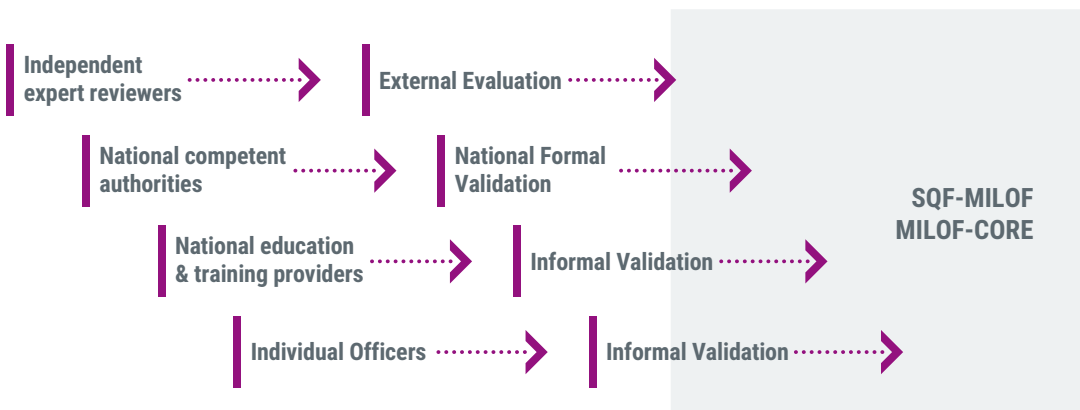 Independent
expert reviewers
External Evaluation
National competent
authorities
National Formal
Validation
National education
& training providers
Informal Validation
Individual Officers
Informal Validation
SQF-MILOF
MILOF-CORE